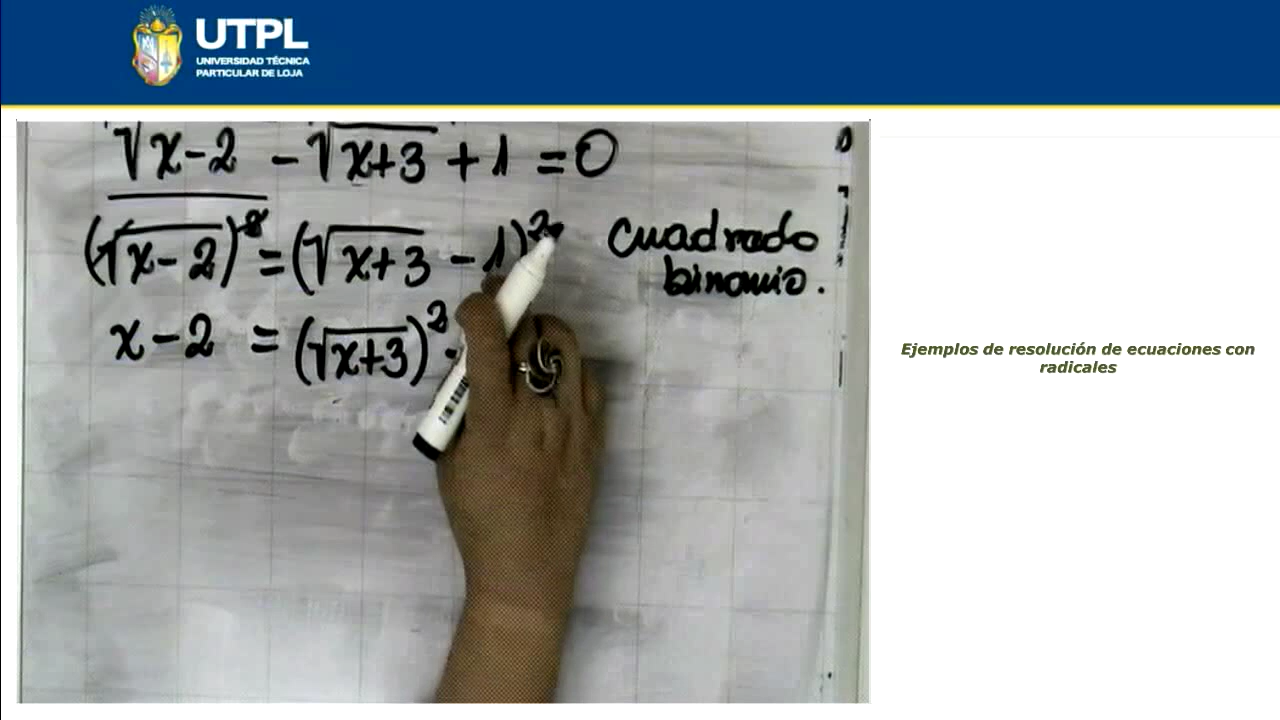 UTPL
UNIVERSIDAD TÉCNICA
PARTICULAR DE LOJA
√x-2 - √x+3 + 1 = 0
(√x-2)² = (√x+3 - 1)²
cuadrado
binomio.
x-2 = (√x+3)² -
Ejemplos de resolución de ecuaciones con
radicales